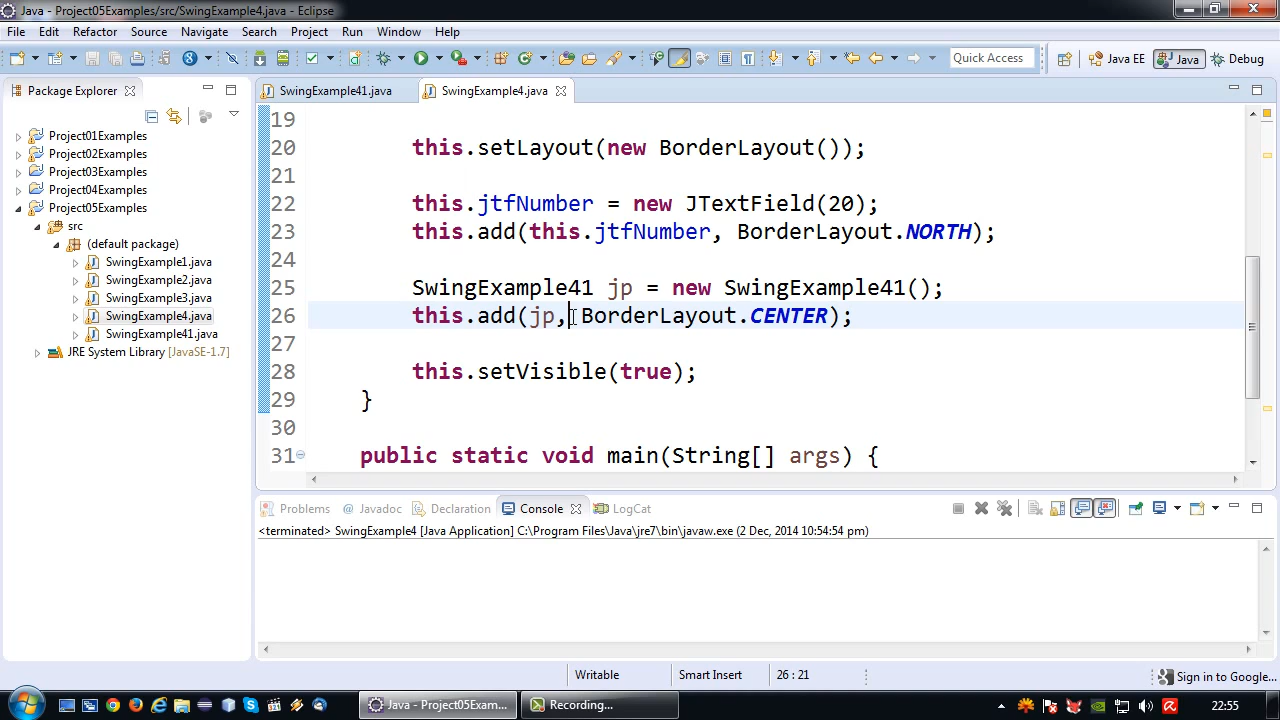 Java - Project05Examples/src/SwingExample4.java - Eclipse
File Edit Refactor Source Navigate Search Project Run Window Help
Quick Access Java EE Java Debug
Package Explorer
SwingExample41.java SwingExample4.java
Project01Examples
Project02Examples
Project03Examples
Project04Examples
Project05Examples
src
(default package)
SwingExample1.java
SwingExample2.java
SwingExample3.java
SwingExample4.java
SwingExample41.java
JRE System Library [JavaSE-1.7]
19
20 this.setLayout(new BorderLayout());
21
22 this.jtfNumber = new JTextField(20);
23 this.add(this.jtfNumber, BorderLayout.NORTH);
24
25 SwingExample41 jp = new SwingExample41();
26 this.add(jp, BorderLayout.CENTER);
27
28 this.setVisible(true);
29 }
30
31 public static void main(String[] args) {
Problems @ Javadoc Declaration Console LogCat
<terminated> SwingExample4 [Java Application] C:\Program Files\Java\jre7\bin\javaw.exe (2 Dec, 2014 10:54:54 pm)
Writable Smart Insert 26 : 21 Sign in to Google...
Java - Project05Exam... Recording... 22:55